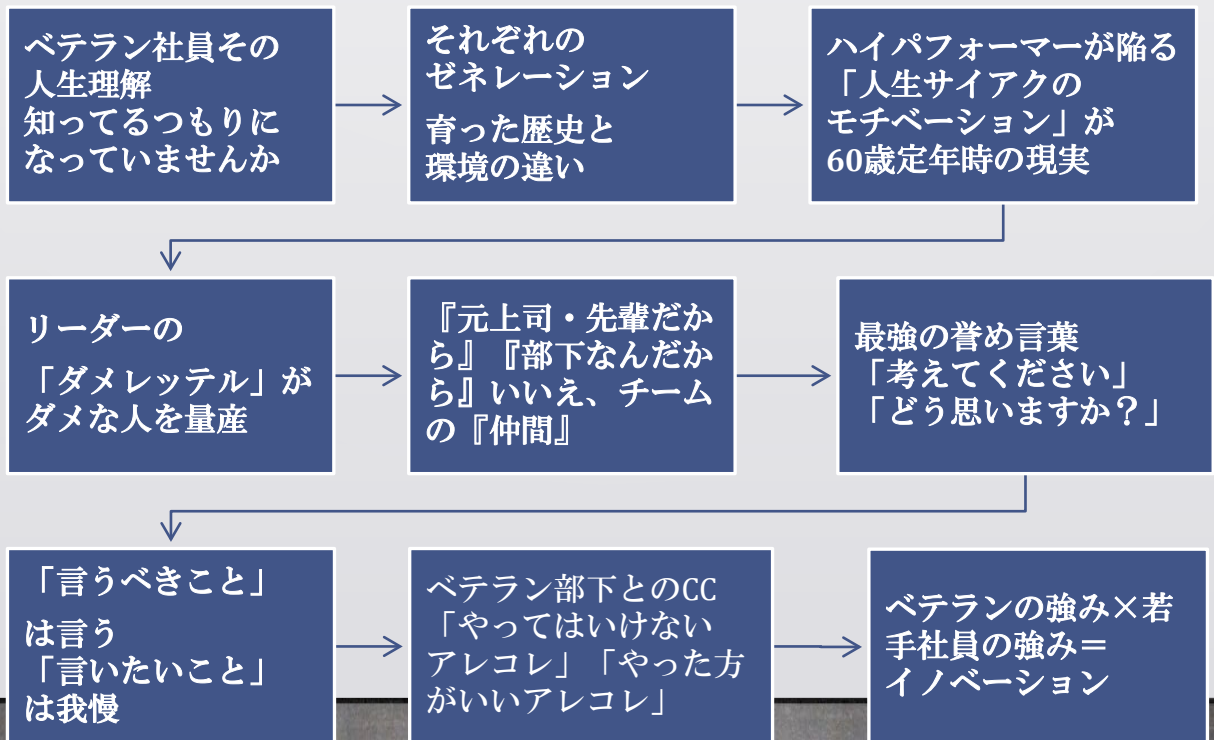 ベテラン社員その
人生理解
知ってるつもりに
なっていませんか
それぞれの
ゼネレーション
育った歴史と
環境の違い
ハイパフォーマーが陥る
「人生サイアクの
モチベーション」が
60歳定年時の現実
リーダーの
「ダメレッテル」が
ダメな人を量産
『元上司・先輩だか
ら』『部下なんだか
ら』いいえ、チーム
の『仲間』
最強の誉め言葉
「考えてください」
「どう思いますか？」
「言うべきこと」
は言う
「言いたいこと」
は我慢
ベテラン部下とのCC
「やってはいけない
アレコレ」「やった方
がいいアレコレ」
ベテランの強み×若
手社員の強み＝
イノベーション